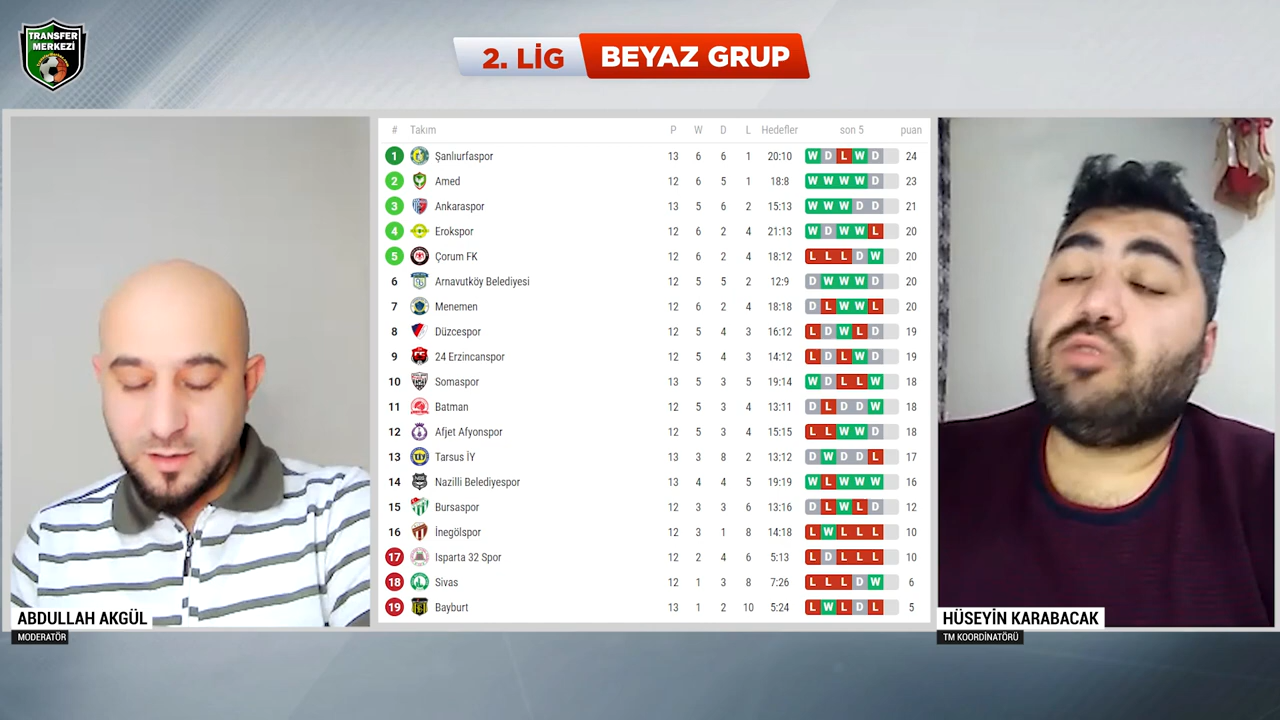 TRANSFER
MERKEZİ
2. LİG BEYAZ GRUP
# Takım P W D L Hedefler son 5 puan
1 Şanlıurfaspor 13 6 6 1 20:10 W D L W D 24
2 Amed 12 6 5 1 18:8 W W W W D 23
3 Ankaraspor 13 5 6 2 15:13 W W W D D 21
4 Erokspor 12 6 2 4 21:13 W D W W L 20
5 Çorum FK 12 6 2 4 18:12 L L L D W 20
6 Arnavutköy Belediyesi 12 5 5 2 12:9 D W W W D 20
7 Menemen 12 6 2 4 18:18 D L W W L 20
8 Düzcespor 12 5 4 3 16:12 L D W L D 19
9 24 Erzincanspor 12 5 4 3 14:12 L D L W D 19
10 Somaspor 13 5 3 5 19:14 W D L L W 18
11 Batman 12 5 3 4 13:11 D L D D W 18
12 Afjet Afyonspor 12 5 3 4 15:15 L L W W D 18
13 Tarsus İY 13 3 8 2 13:12 D W D D L 17
14 Nazilli Belediyespor 13 4 4 5 19:19 W L W W W 16
15 Bursaspor 12 3 3 6 13:16 D L W L D 12
16 İnegölspor 12 3 1 8 14:18 L W L L L 10
17 Isparta 32 Spor 12 2 4 6 5:13 L D L L L 10
18 Sivas 12 1 3 8 7:26 L L L D W 6
19 Bayburt 13 1 2 10 5:24 L W L D L 5
ABDULLAH AKGÜL
MODERATÖR
HÜSEYİN KARABACAK
TM KOORDİNATÖRÜ